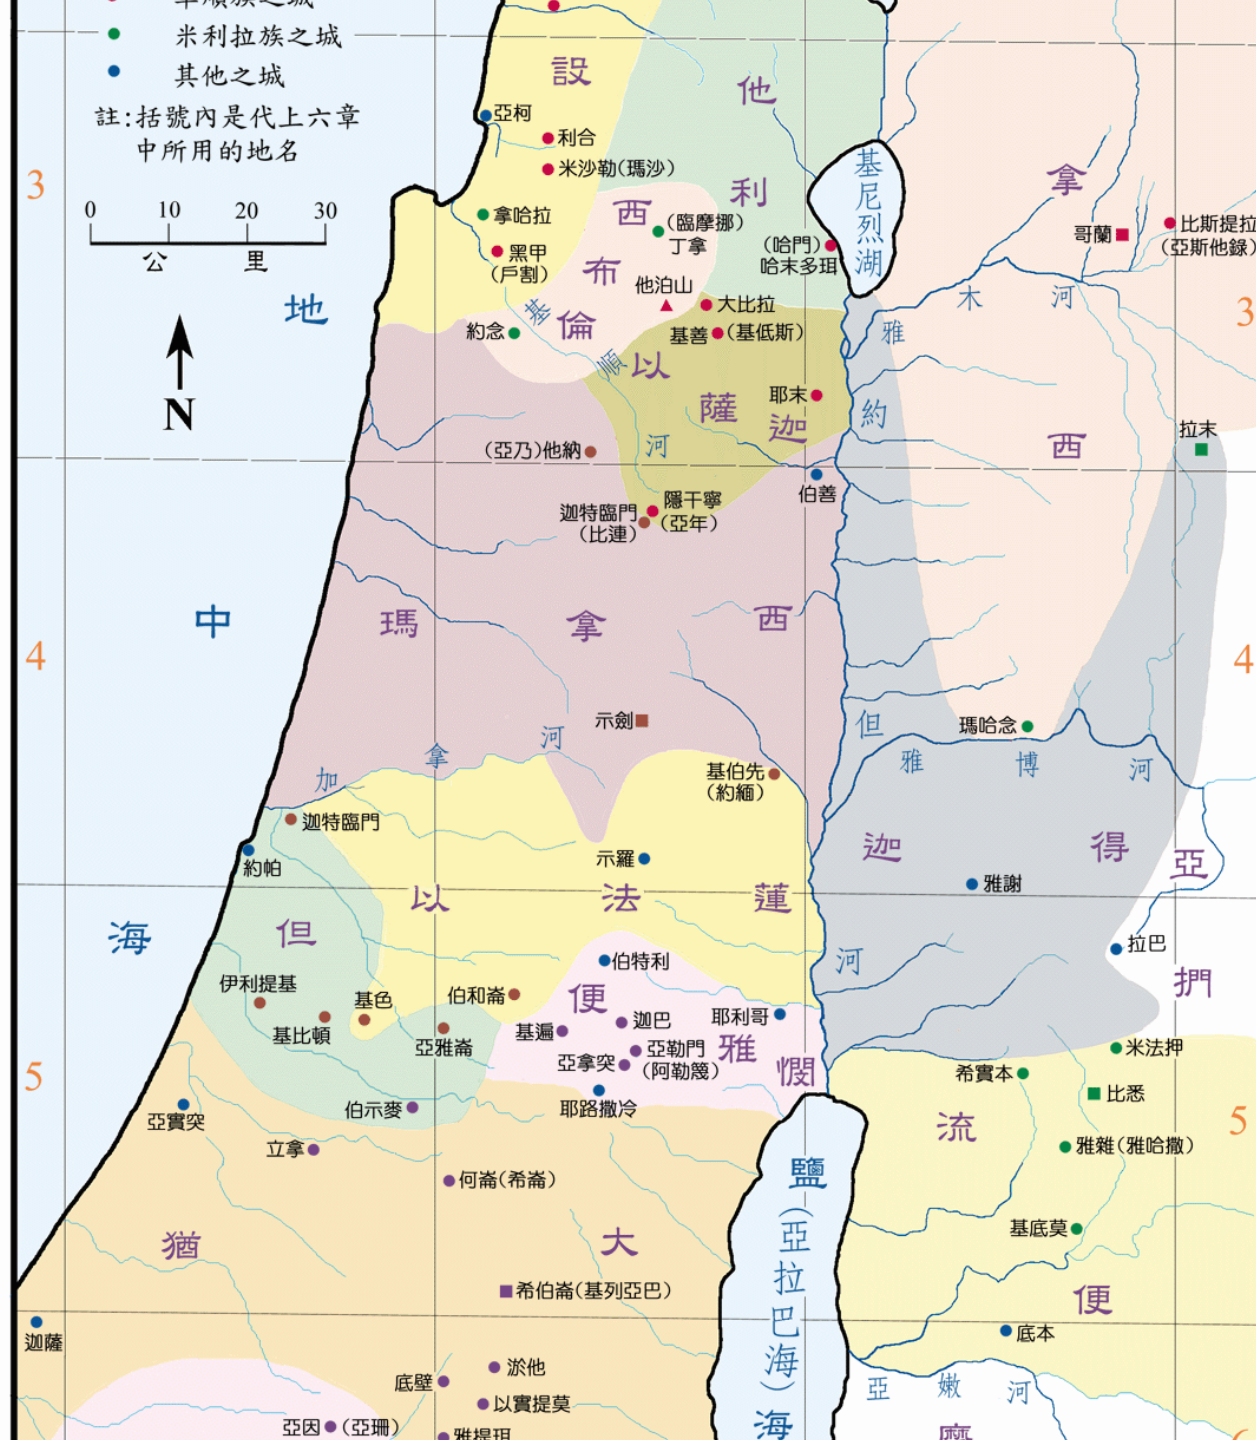 革順族之城
米利拉族之城
其他之城
註:括號內是代上六章
中所用的地名
0 10 20 30
公 里
N
3
3
4
4
5
5
地
中
海
設
他
利
西
布
倫
以
薩
迦
拿
西
瑪 拿 西
迦 得
亞
捫
以 法 蓮
但
便
雅
憫
流
便
猶 大
亞柯
利合
米沙勒(瑪沙)
拿哈拉
黑甲
(戶割)
(臨摩挪)
丁拿
(哈門)
哈末多珥
他泊山
大比拉
約念
基善 (基低斯)
耶末
(亞乃)他納
伯善
隱干寧
(亞年)
迦特臨門
(比連)
示劍
基伯先
(約緬)
基尼烈湖
哥蘭
比斯提拉
(亞斯他錄)
拉末
雅 木 河
約
但
河
基 順 河
加 拿 河
雅 博 河
瑪哈念
迦特臨門
約帕
示羅
雅謝
拉巴
伯特利
伊利提基
基色
伯和崙
基比頓
亞雅崙
基遍
迦巴
耶利哥
亞勒門
(阿勒篾)
亞拿突
耶路撒冷
伯示麥
亞實突
立拿
何崙(希崙)
米法押
希實本
比悉
雅雜(雅哈撒)
基底莫
底本
希伯崙(基列亞巴)
迦薩
淤他
底壁
以實提莫
亞因 (亞珊)
雅提珥
鹽(亞拉巴海)海
亞 嫩 河